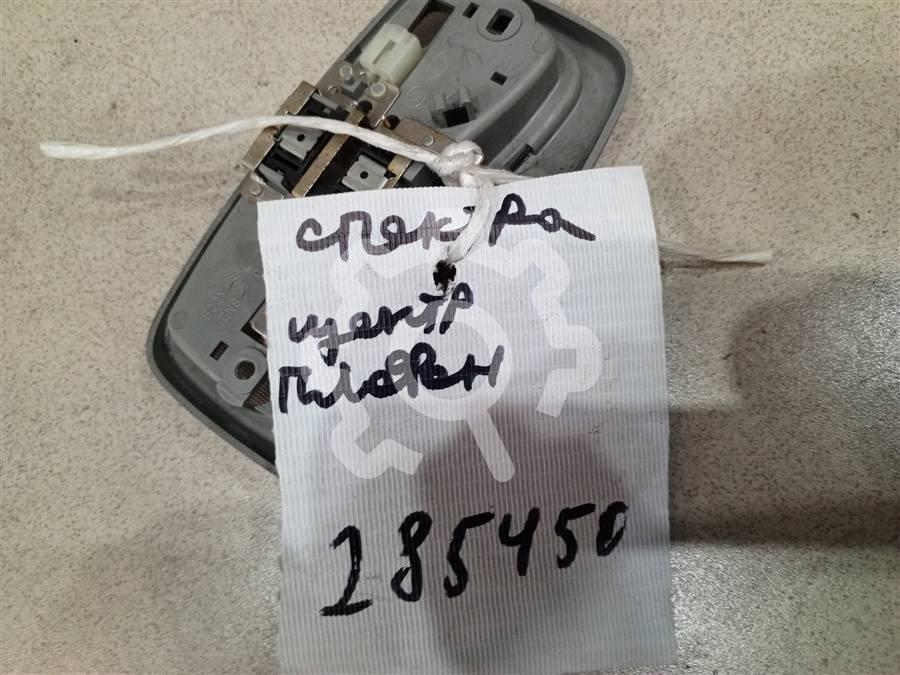 спектра
центр
плафон
285450